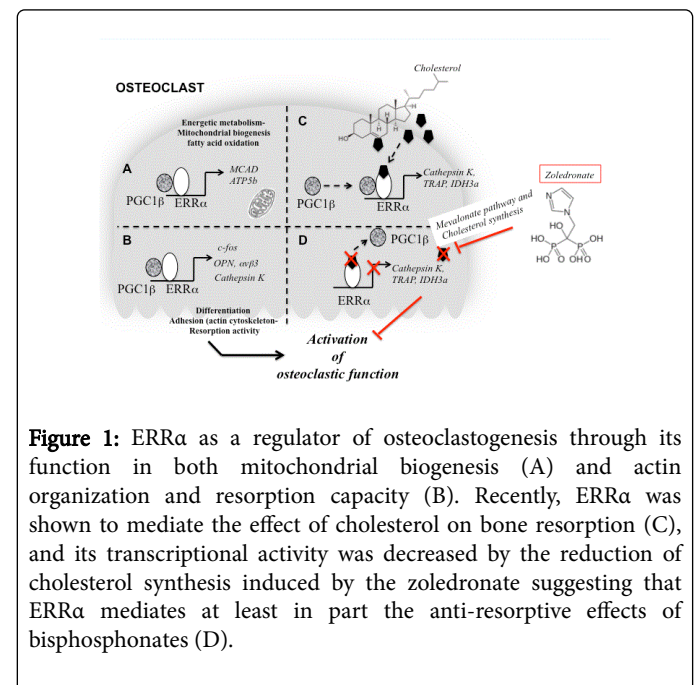 OSTEOCLAST
Energetic metabolism-
Mitochondrial biogenesis
fatty acid oxidation
A
MCAD
ATP5b
PGC1β
ERRα
B
c-fos
OPN, αvβ3
Cathepsin K
PGC1β
ERRα
Differentiation
Adhesion (actin cytoskeleton-
Resorption activity
C
Cholesterol
H
H
H
HO
Cathepsin K,
TRAP, IDH3a
PGC1β
ERRα
D
PGC1β
Cathepsin K,
TRAP, IDH3a
ERRα
Mevalonate pathway and
Cholesterol synthesis
Zoledronate
N
N
HO
HO
OH
P
P
HO
O
O
OHO
Activation
of
osteoclastic function
Figure 1: ERRα as a regulator of osteoclastogenesis through its
function in both mitochondrial biogenesis (A) and actin
organization and resorption capacity (B). Recently, ERRα was
shown to mediate the effect of cholesterol on bone resorption (C),
and its transcriptional activity was decreased by the reduction of
cholesterol synthesis induced by the zoledronate suggesting that
ERRα mediates at least in part the anti-resorptive effects of
bisphosphonates (D).